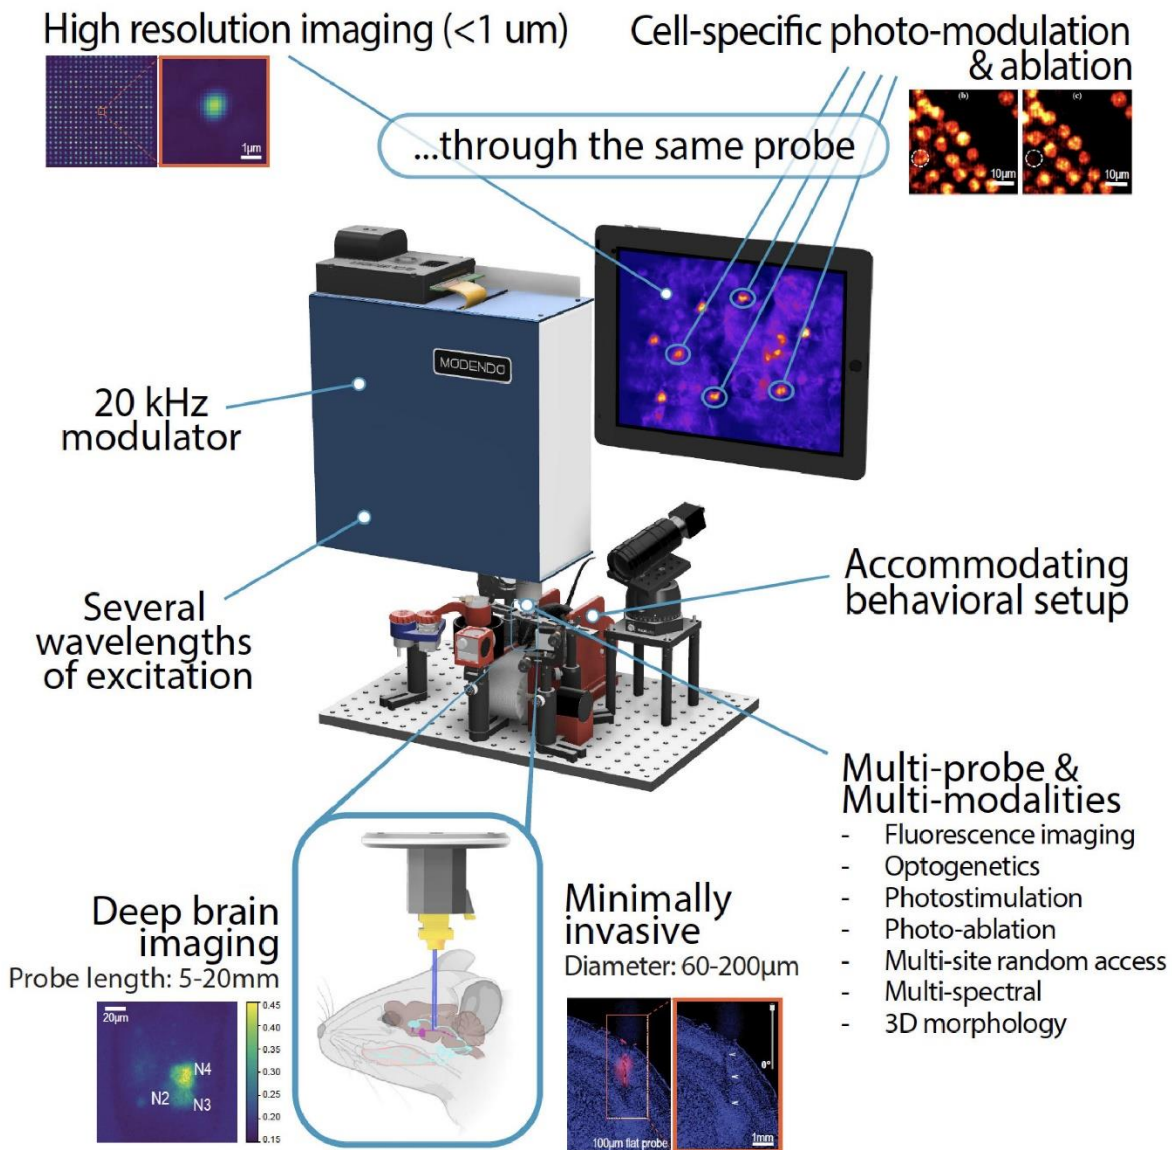 High resolution imaging (<1 um)
1µm
Cell-specific photo-modulation
& ablation
(b)
(c)
10µm
10µm
...through the same probe
MODENDO
20 kHz
modulator
Several
wavelengths
of excitation
Accommodating
behavioral setup
Multi-probe &
Multi-modalities
- Fluorescence imaging
- Optogenetics
- Photostimulation
- Photo-ablation
- Multi-site random access
- Multi-spectral
- 3D morphology
Deep brain
imaging
Probe length: 5-20mm
20µm
N4
N2
N3
0.45
0.40
0.35
0.30
0.25
0.20
0.15
Minimally
invasive
Diameter: 60-200µm
100µm flat probe
0°
1mm